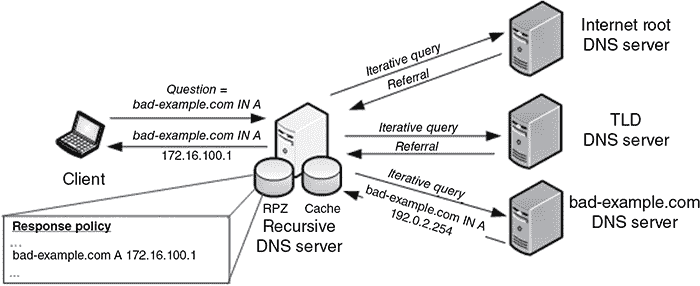 Internet root
DNS server
Iterative query
Referral
Question =
bad-example.com IN A
bad-example.com IN A
172.16.100.1
Client
Iterative query
Referral
TLD
DNS server
Iterative query
bad-example.com IN A
192.0.2.254
bad-example.com
DNS server
RPZ
Cache
Recursive
DNS server
Response policy
...
bad-example.com A 172.16.100.1
...